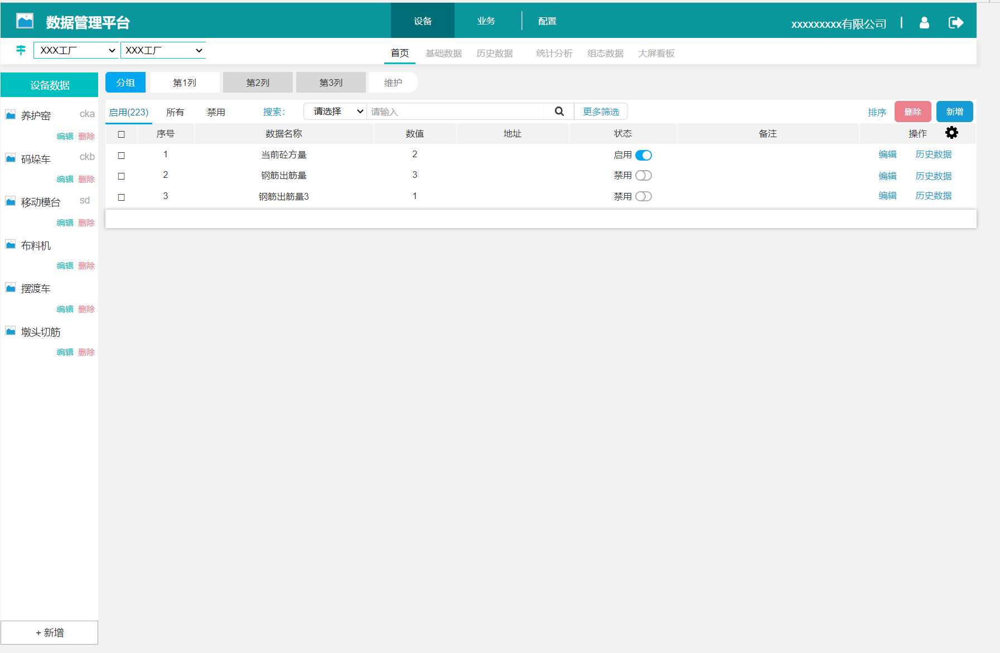 数据管理平台 设备 业务 配置 xxxxxxxxx有限公司
XXX工厂 XXX工厂 首页 基础数据 历史数据 统计分析 组态数据 大屏看板
设备数据
养护窑 cka
编辑 删除
码垛车 ckb
编辑 删除
移动模台 sd
编辑 删除
布料机
编辑 删除
摆渡车
编辑 删除
墩头切筋
编辑 删除
+ 新增
分组 第1列 第2列 第3列 维护
启用(223) 所有 禁用 搜索: 请选择 请输入 更多筛选 排序 删除 新增
序号 数据名称 数值 地址 状态 备注 操作
1 当前砼方量 2 启用 编辑 历史数据
2 钢筋出筋量 3 禁用 编辑 历史数据
3 钢筋出筋量3 1 禁用 编辑 历史数据